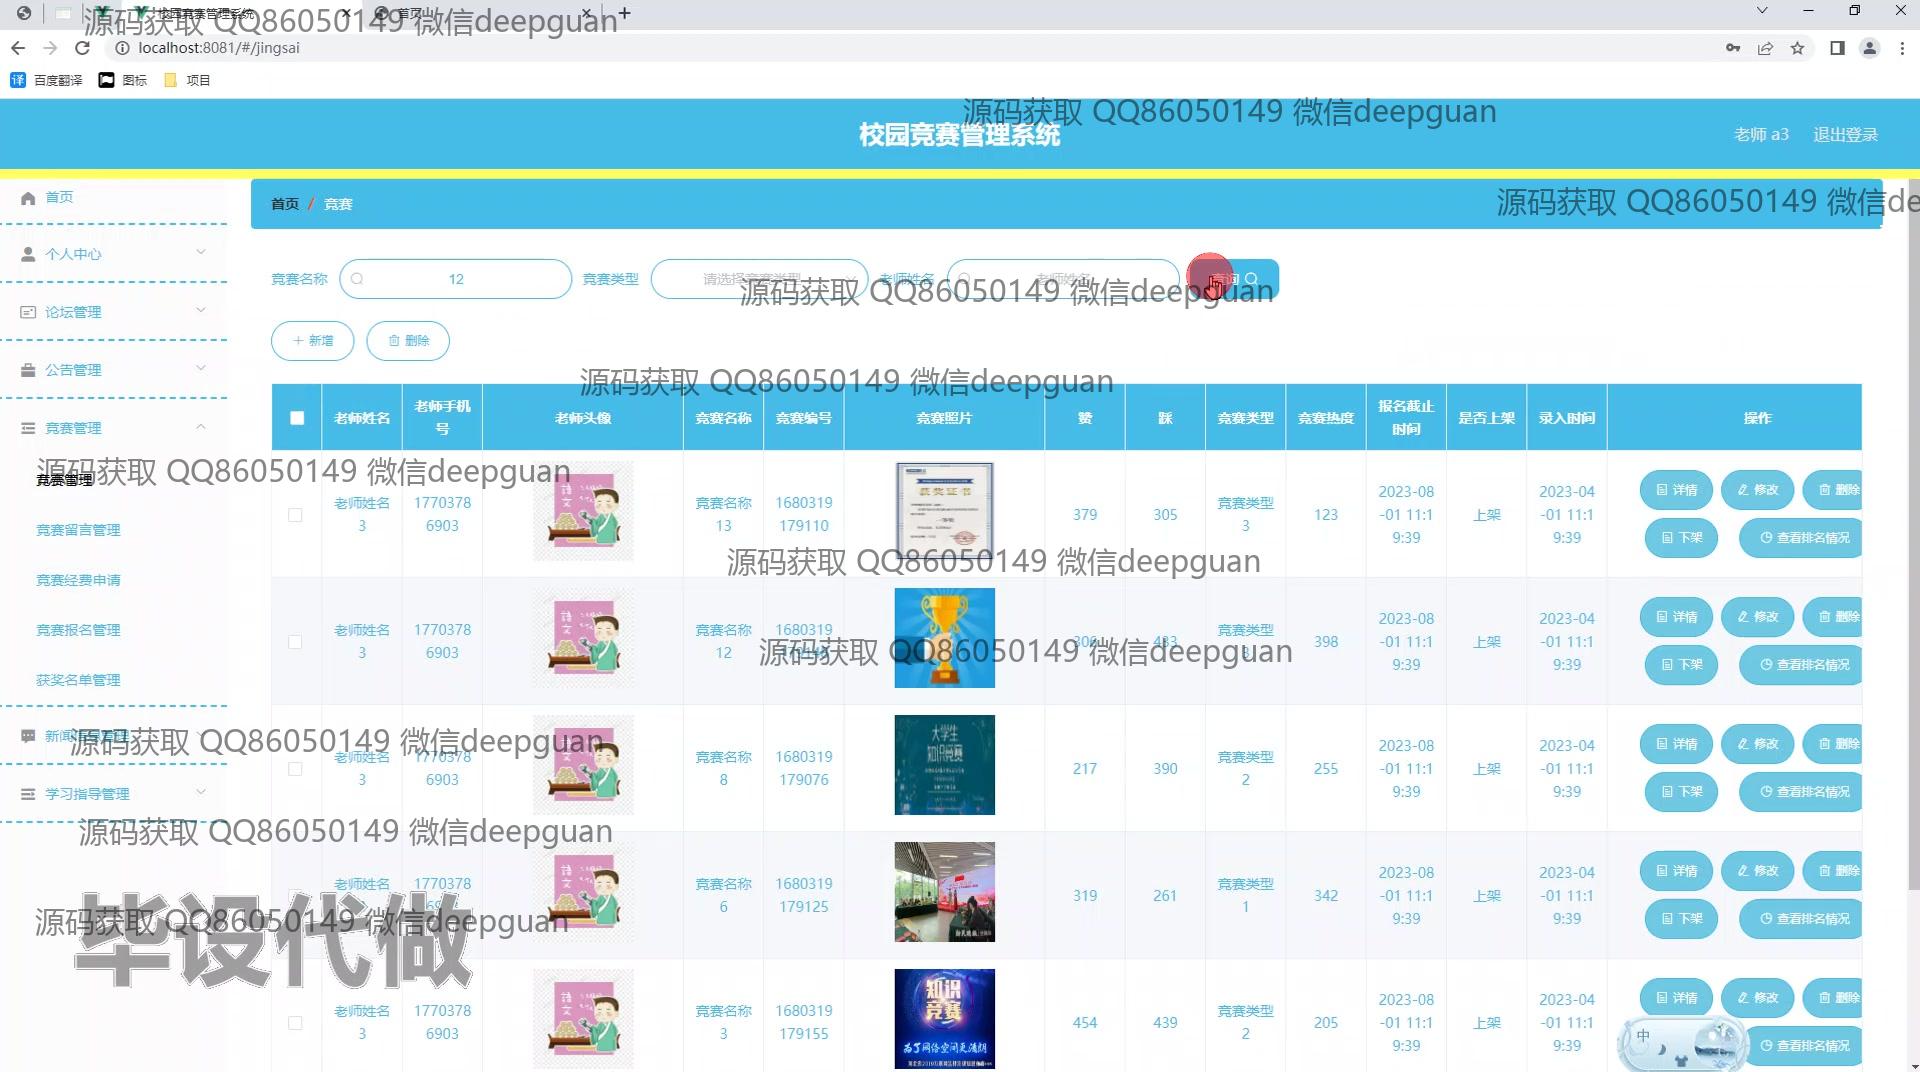 校园竞赛管理系统
首页
源码获取 QQ86050149 微信deepguan
localhost:8081/#/jingsai
百度翻译 图标 项目
源码获取 QQ86050149 微信deepguan
校园竞赛管理系统
老师 a3 退出登录
首页 / 竞赛
源码获取 QQ86050149 微信de
首页
个人中心
论坛管理
公告管理
竞赛管理
竞赛管理
竞赛留言管理
竞赛经费申请
竞赛报名管理
获奖名单管理
学习指导管理
竞赛名称 12 竞赛类型 请选择竞赛类型 老师姓名 老师姓名 查询
源码获取 QQ86050149 微信deepguan
新增 删除
源码获取 QQ86050149 微信deepguan
老师姓名 老师手机号 老师头像 竞赛名称 竞赛编号 竞赛照片 赞 踩 竞赛类型 竞赛热度 报名截止时间 是否上架 录入时间 操作
源码获取 QQ86050149 微信deepguan
老师姓名3 17703786903 语文 竞赛名称13 1680319179110 获奖证书 379 305 竞赛类型3 123 2023-08-01 11:19:39 上架 2023-04-01 11:19:39 详情 修改 删除 下架 查看排名情况
源码获取 QQ86050149 微信deepguan
老师姓名3 17703786903 语文 竞赛名称12 1680319 306 433 竞赛类型 398 2023-08-01 11:19:39 上架 2023-04-01 11:19:39 详情 修改 删除 下架 查看排名情况
源码获取 QQ86050149 微信deepguan
老师姓名3 17703786903 语文 竞赛名称8 1680319179076 大学生知识竞赛 217 390 竞赛类型2 255 2023-08-01 11:19:39 上架 2023-04-01 11:19:39 详情 修改 删除 下架 查看排名情况
源码获取 QQ86050149 微信deepguan
源码获取 QQ86050149 微信deepguan
老师姓名 1770378 语文 竞赛名称6 1680319179125 319 261 竞赛类型1 342 2023-08-01 11:19:39 上架 2023-04-01 11:19:39 详情 修改 删除 下架 查看排名情况
源码获取 QQ86050149 微信deepguan
毕设代做
老师姓名3 17703786903 语文 竞赛名称3 1680319179155 知识竞赛 为了网络空间更清朗 454 439 竞赛类型2 205 2023-08-01 11:19:39 上架 2023-04-01 11:19:39 详情 修改 删除 查看排名情况
中